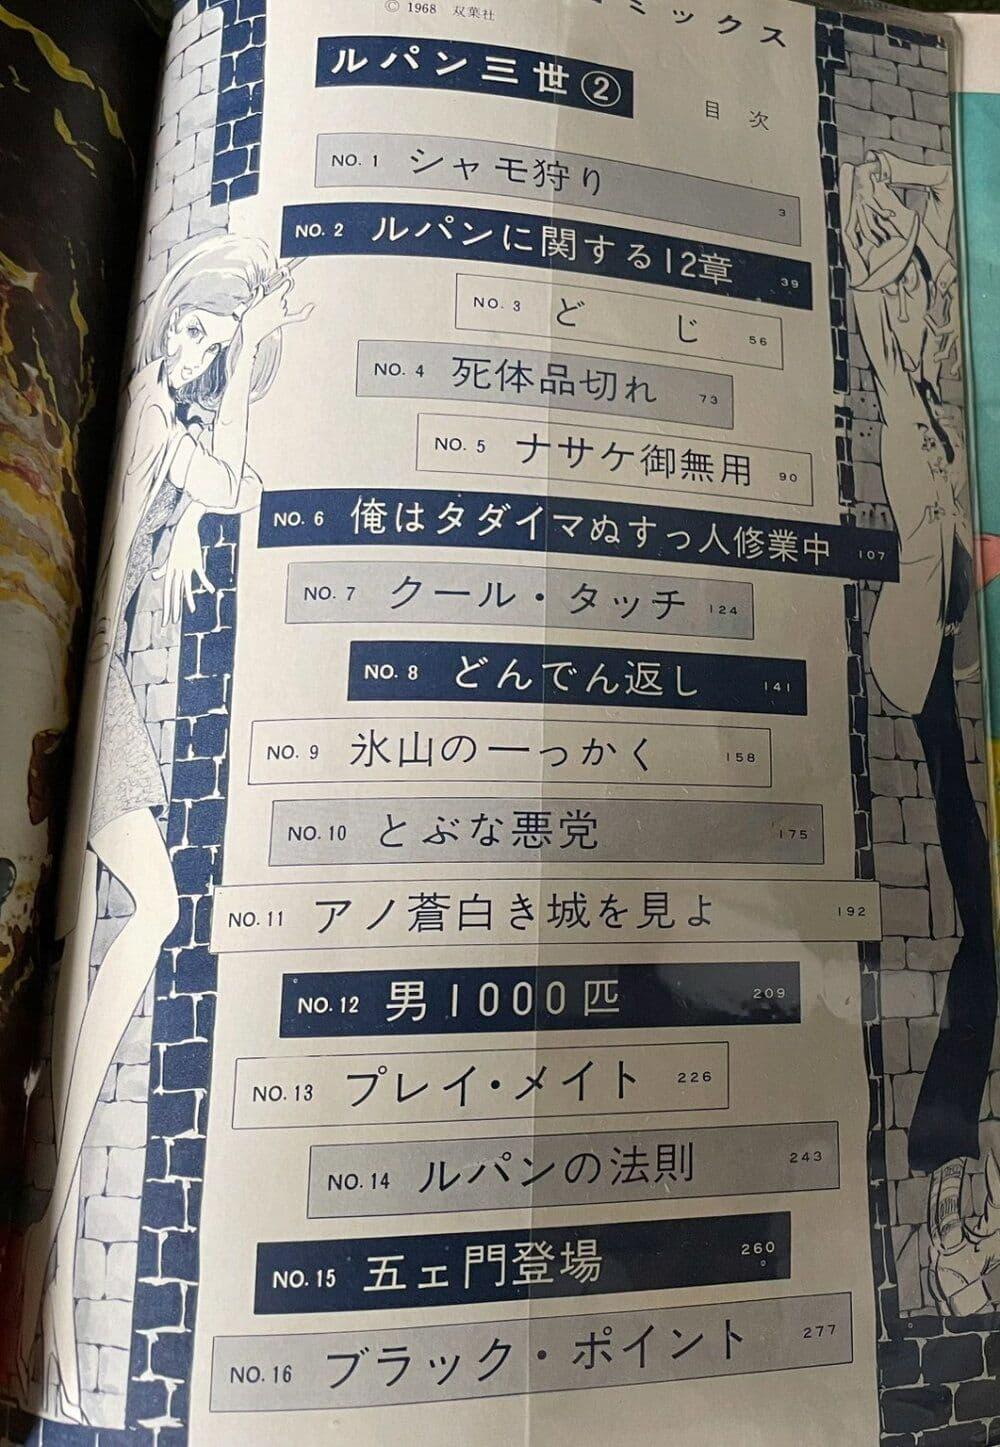 © 1968 双葉社
ミックス
ルパン三世②
目次
NO. 1 シャモ狩り 3
NO. 2 ルパンに関する12章 39
NO. 3 どじ 56
NO. 4 死体品切れ 73
NO. 5 ナサケ御無用 90
NO. 6 俺はタダイマぬすっ人修業中 107
NO. 7 クール・タッチ 124
NO. 8 どんでん返し 141
NO. 9 氷山の一っかく 158
NO. 10 とぶな悪党 175
NO. 11 アノ蒼白き城を見よ 192
NO. 12 男1000匹 209
NO. 13 プレイ・メイト 226
NO. 14 ルパンの法則 243
NO. 15 五ェ門登場 260
NO. 16 ブラック・ポイント 277